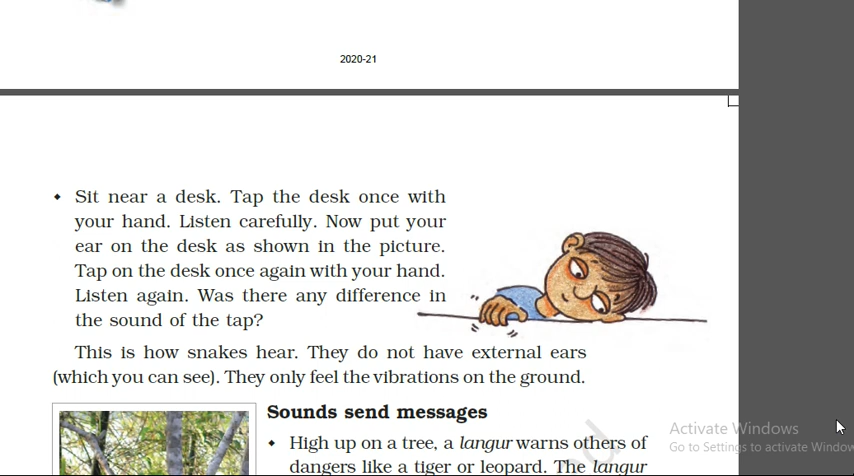 2020-21
⬥ Sit near a desk. Tap the desk once with
your hand. Listen carefully. Now put your
ear on the desk as shown in the picture.
Tap on the desk once again with your hand.
Listen again. Was there any difference in
the sound of the tap?
This is how snakes hear. They do not have external ears
(which you can see). They only feel the vibrations on the ground.
Sounds send messages
⬥ High up on a tree, a langur warns others of
dangers like a tiger or leopard. The langur
Activate Windows
Go to Settings to activate Window